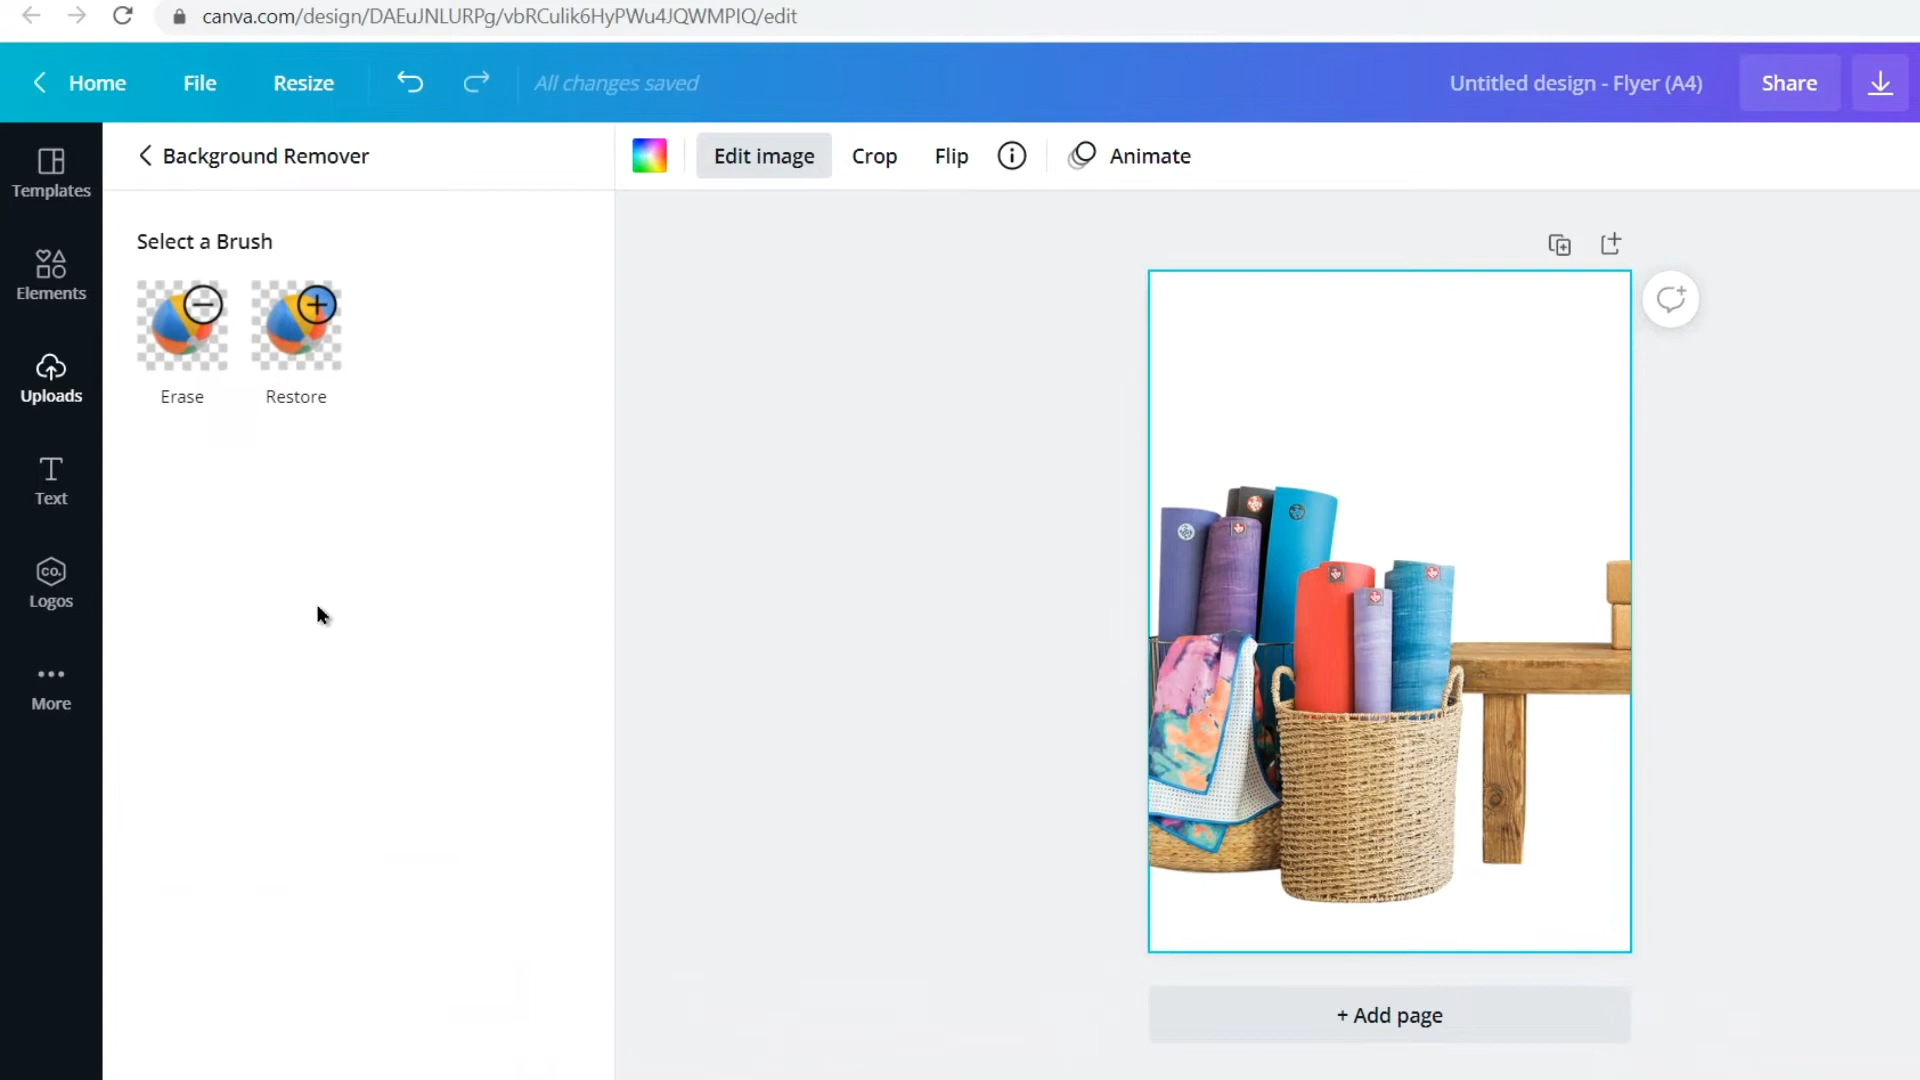 canva.com/design/DAEuJNLURPg/vbRCulik6HyPWu4JQWMPIQ/edit
Home File Resize All changes saved Untitled design - Flyer (A4) Share
Background Remover Edit image Crop Flip Animate
Templates
Select a Brush
Elements
Erase Restore
Uploads
Text
CO.
Logos
More
+ Add page